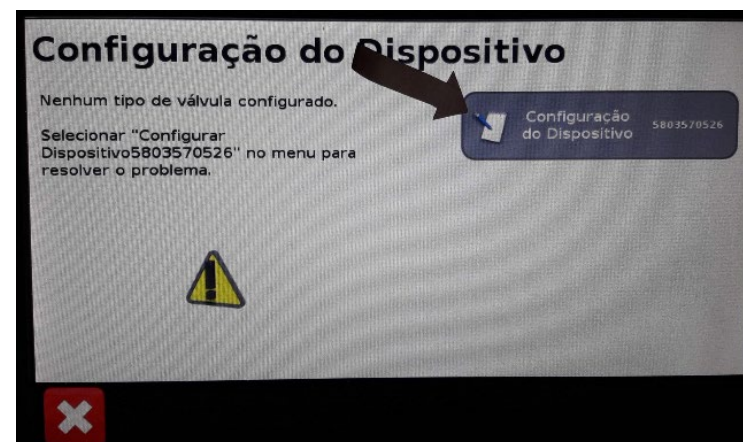 Configuração do Dispositivo
Nenhum tipo de válvula configurado.
Selecionar "Configurar
Dispositivo5803570526" no menu para
resolver o problema.
Configuração
do Dispositivo
5803570526